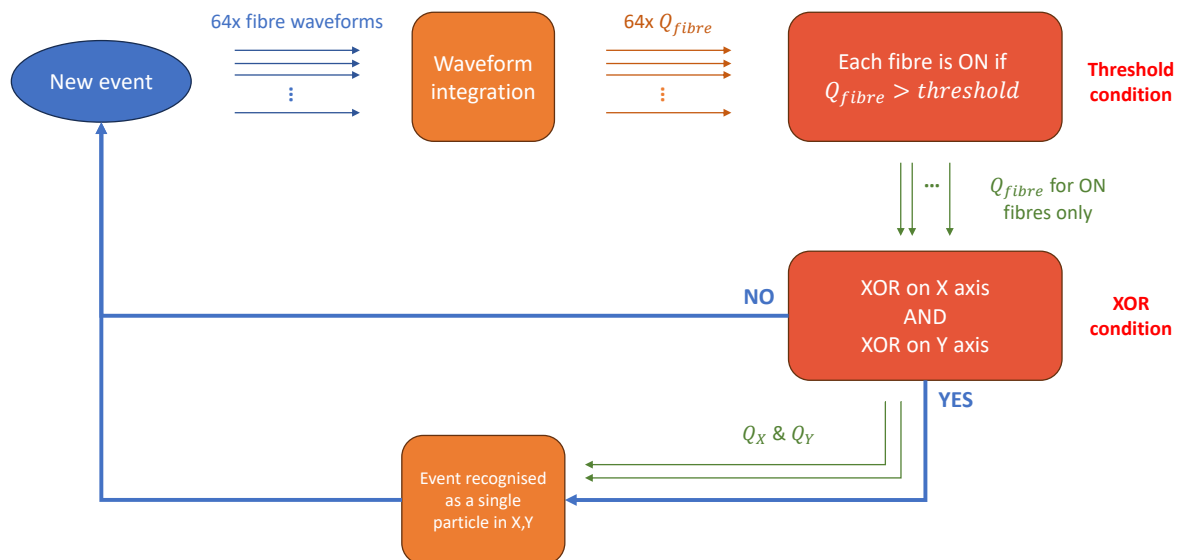 64x fibre waveforms
New event
⋮
Waveform
integration
64x Q_fibre
⋮
Each fibre is ON if
Q_fibre > threshold
Threshold
condition
...
Q_fibre for ON
fibres only
NO
XOR on X axis
AND
XOR on Y axis
XOR
condition
YES
Q_X & Q_Y
Event recognised
as a single
particle in X,Y